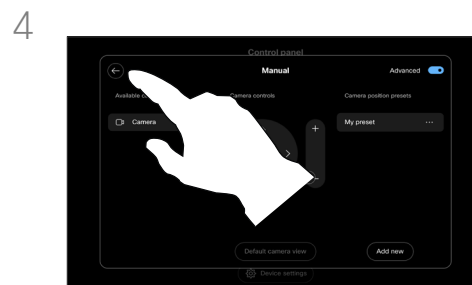 4
Control panel
Manual
Advanced
Available
Camera controls
Camera position presets
Camera
+
My preset
...
Default camera view
Add new
Device settings